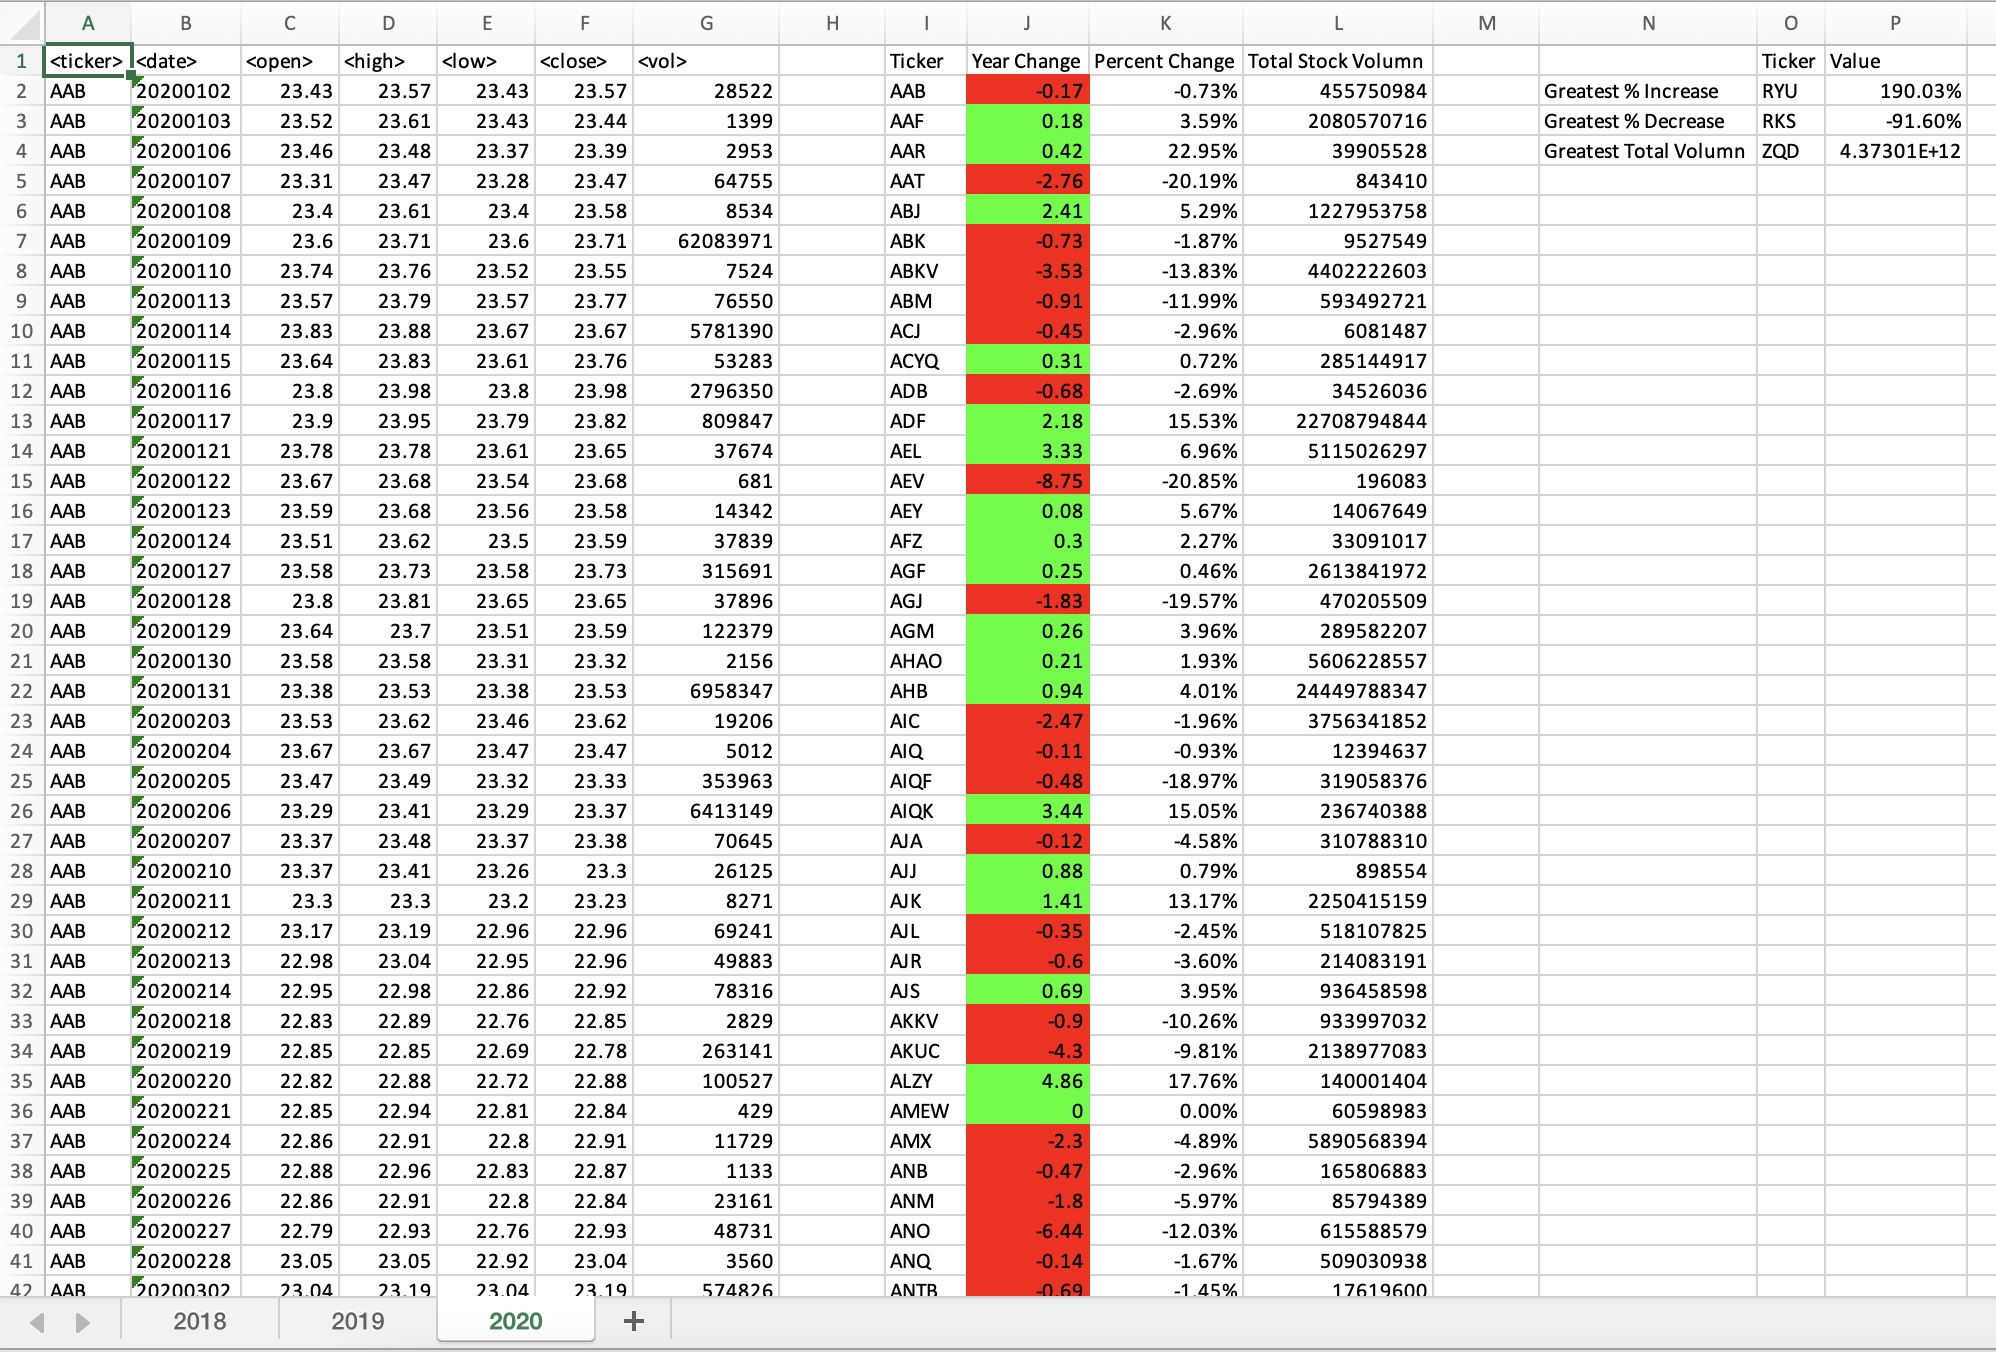 A B C D E F G H I J K L M N O P
1 <ticker> <date> <open> <high> <low> <close> <vol> Ticker Year Change Percent Change Total Stock Volumn Ticker Value
2 AAB 20200102 23.43 23.57 23.43 23.57 28522 AAB -0.17 -0.73% 455750984 Greatest % Increase RYU 190.03%
3 AAB 20200103 23.52 23.61 23.43 23.44 1399 AAF 0.18 3.59% 2080570716 Greatest % Decrease RKS -91.60%
4 AAB 20200106 23.46 23.48 23.37 23.39 2953 AAR 0.42 22.95% 39905528 Greatest Total Volumn ZQD 4.37301E+12
5 AAB 20200107 23.31 23.47 23.28 23.47 64755 AAT -2.76 -20.19% 843410
6 AAB 20200108 23.4 23.61 23.4 23.58 8534 ABJ 2.41 5.29% 1227953758
7 AAB 20200109 23.6 23.71 23.6 23.71 62083971 ABK -0.73 -1.87% 9527549
8 AAB 20200110 23.74 23.76 23.52 23.55 7524 ABKV -3.53 -13.83% 4402222603
9 AAB 20200113 23.57 23.79 23.57 23.77 76550 ABM -0.91 -11.99% 593492721
10 AAB 20200114 23.83 23.88 23.67 23.67 5781390 ACJ -0.45 -2.96% 6081487
11 AAB 20200115 23.64 23.83 23.61 23.76 53283 ACYQ 0.31 0.72% 285144917
12 AAB 20200116 23.8 23.98 23.8 23.98 2796350 ADB -0.68 -2.69% 34526036
13 AAB 20200117 23.9 23.95 23.79 23.82 809847 ADF 2.18 15.53% 22708794844
14 AAB 20200121 23.78 23.78 23.61 23.65 37674 AEL 3.33 6.96% 5115026297
15 AAB 20200122 23.67 23.68 23.54 23.68 681 AEV -8.75 -20.85% 196083
16 AAB 20200123 23.59 23.68 23.56 23.58 14342 AEY 0.08 5.67% 14067649
17 AAB 20200124 23.51 23.62 23.5 23.59 37839 AFZ 0.3 2.27% 33091017
18 AAB 20200127 23.58 23.73 23.58 23.73 315691 AGF 0.25 0.46% 2613841972
19 AAB 20200128 23.8 23.81 23.65 23.65 37896 AGJ -1.83 -19.57% 470205509
20 AAB 20200129 23.64 23.7 23.51 23.59 122379 AGM 0.26 3.96% 289582207
21 AAB 20200130 23.58 23.58 23.31 23.32 2156 AHAO 0.21 1.93% 5606228557
22 AAB 20200131 23.38 23.53 23.38 23.53 6958347 AHB 0.94 4.01% 24449788347
23 AAB 20200203 23.53 23.62 23.46 23.62 19206 AIC -2.47 -1.96% 3756341852
24 AAB 20200204 23.67 23.67 23.47 23.47 5012 AIQ -0.11 -0.93% 12394637
25 AAB 20200205 23.47 23.49 23.32 23.33 353963 AIQF -0.48 -18.97% 319058376
26 AAB 20200206 23.29 23.41 23.29 23.37 6413149 AIQK 3.44 15.05% 236740388
27 AAB 20200207 23.37 23.48 23.37 23.38 70645 AJA -0.12 -4.58% 310788310
28 AAB 20200210 23.37 23.41 23.26 23.3 26125 AJJ 0.88 0.79% 898554
29 AAB 20200211 23.3 23.3 23.2 23.23 8271 AJK 1.41 13.17% 2250415159
30 AAB 20200212 23.17 23.19 22.96 22.96 69241 AJL -0.35 -2.45% 518107825
31 AAB 20200213 22.98 23.04 22.95 22.96 49883 AJR -0.6 -3.60% 214083191
32 AAB 20200214 22.95 22.98 22.86 22.92 78316 AJS 0.69 3.95% 936458598
33 AAB 20200218 22.83 22.89 22.76 22.85 2829 AKKV -0.9 -10.26% 933997032
34 AAB 20200219 22.85 22.85 22.69 22.78 263141 AKUC -4.3 -9.81% 2138977083
35 AAB 20200220 22.82 22.88 22.72 22.88 100527 ALZY 4.86 17.76% 140001404
36 AAB 20200221 22.85 22.94 22.81 22.84 429 AMEW 0 0.00% 60598983
37 AAB 20200224 22.86 22.91 22.8 22.91 11729 AMX -2.3 -4.89% 5890568394
38 AAB 20200225 22.88 22.96 22.83 22.87 1133 ANB -0.47 -2.96% 165806883
39 AAB 20200226 22.86 22.91 22.8 22.84 23161 ANM -1.8 -5.97% 85794389
40 AAB 20200227 22.79 22.93 22.76 22.93 48731 ANO -6.44 -12.03% 615588579
41 AAB 20200228 23.05 23.05 22.92 23.04 3560 ANQ -0.14 -1.67% 509030938
42 AAB 20200302 23.04 23.19 23.04 23.19 574826 ANTB -0.69 -1.45% 17619600
2018 2019 2020 +